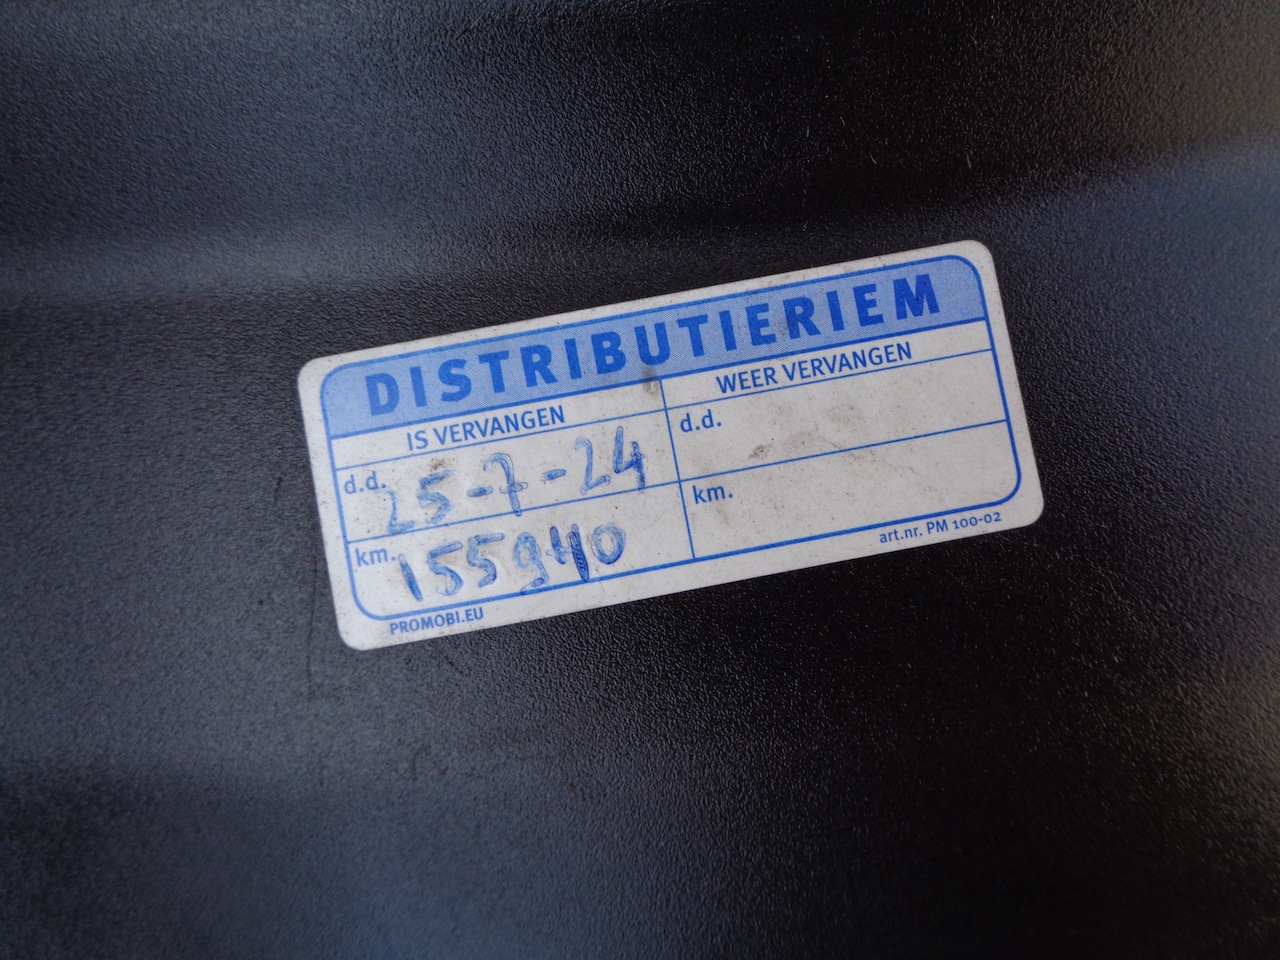 DISTRIBUTIERIEM
IS VERVANGEN
WEER VERVANGEN
d.d. 25-7-24
d.d.
km. 155940
km.
PROMOBI.EU
art.nr. PM 100-02